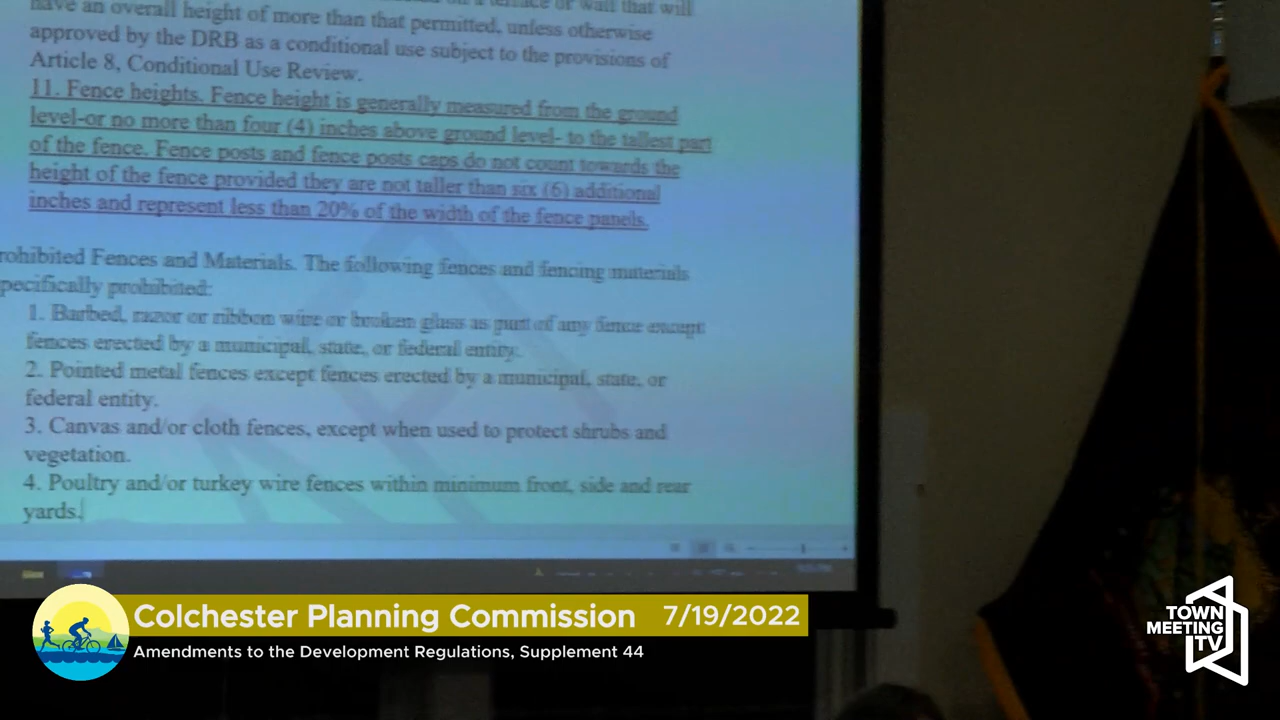 have an overall height of more than that permitted, unless otherwise
approved by the DRB as a conditional use subject to the provisions of
Article 8, Conditional Use Review.
11. Fence heights. Fence height is generally measured from the ground
level-or no more than four (4) inches above ground level- to the tallest part
of the fence. Fence posts and fence posts caps do not count towards the
height of the fence provided they are not taller than six (6) additional
inches and represent less than 20% of the width of the fence panels.
rohibited Fences and Materials. The following fences and fencing materials
pecifically prohibited:
1. Barbed, razor or ribbon wire or broken glass as part of any fence except
fences erected by a municipal, state, or federal entity.
2. Pointed metal fences except fences erected by a municipal, state, or
federal entity.
3. Canvas and/or cloth fences, except when used to protect shrubs and
vegetation.
4. Poultry and/or turkey wire fences within minimum front, side and rear
yards.
Colchester Planning Commission 7/19/2022
Amendments to the Development Regulations, Supplement 44
TOWN
MEETING
TV